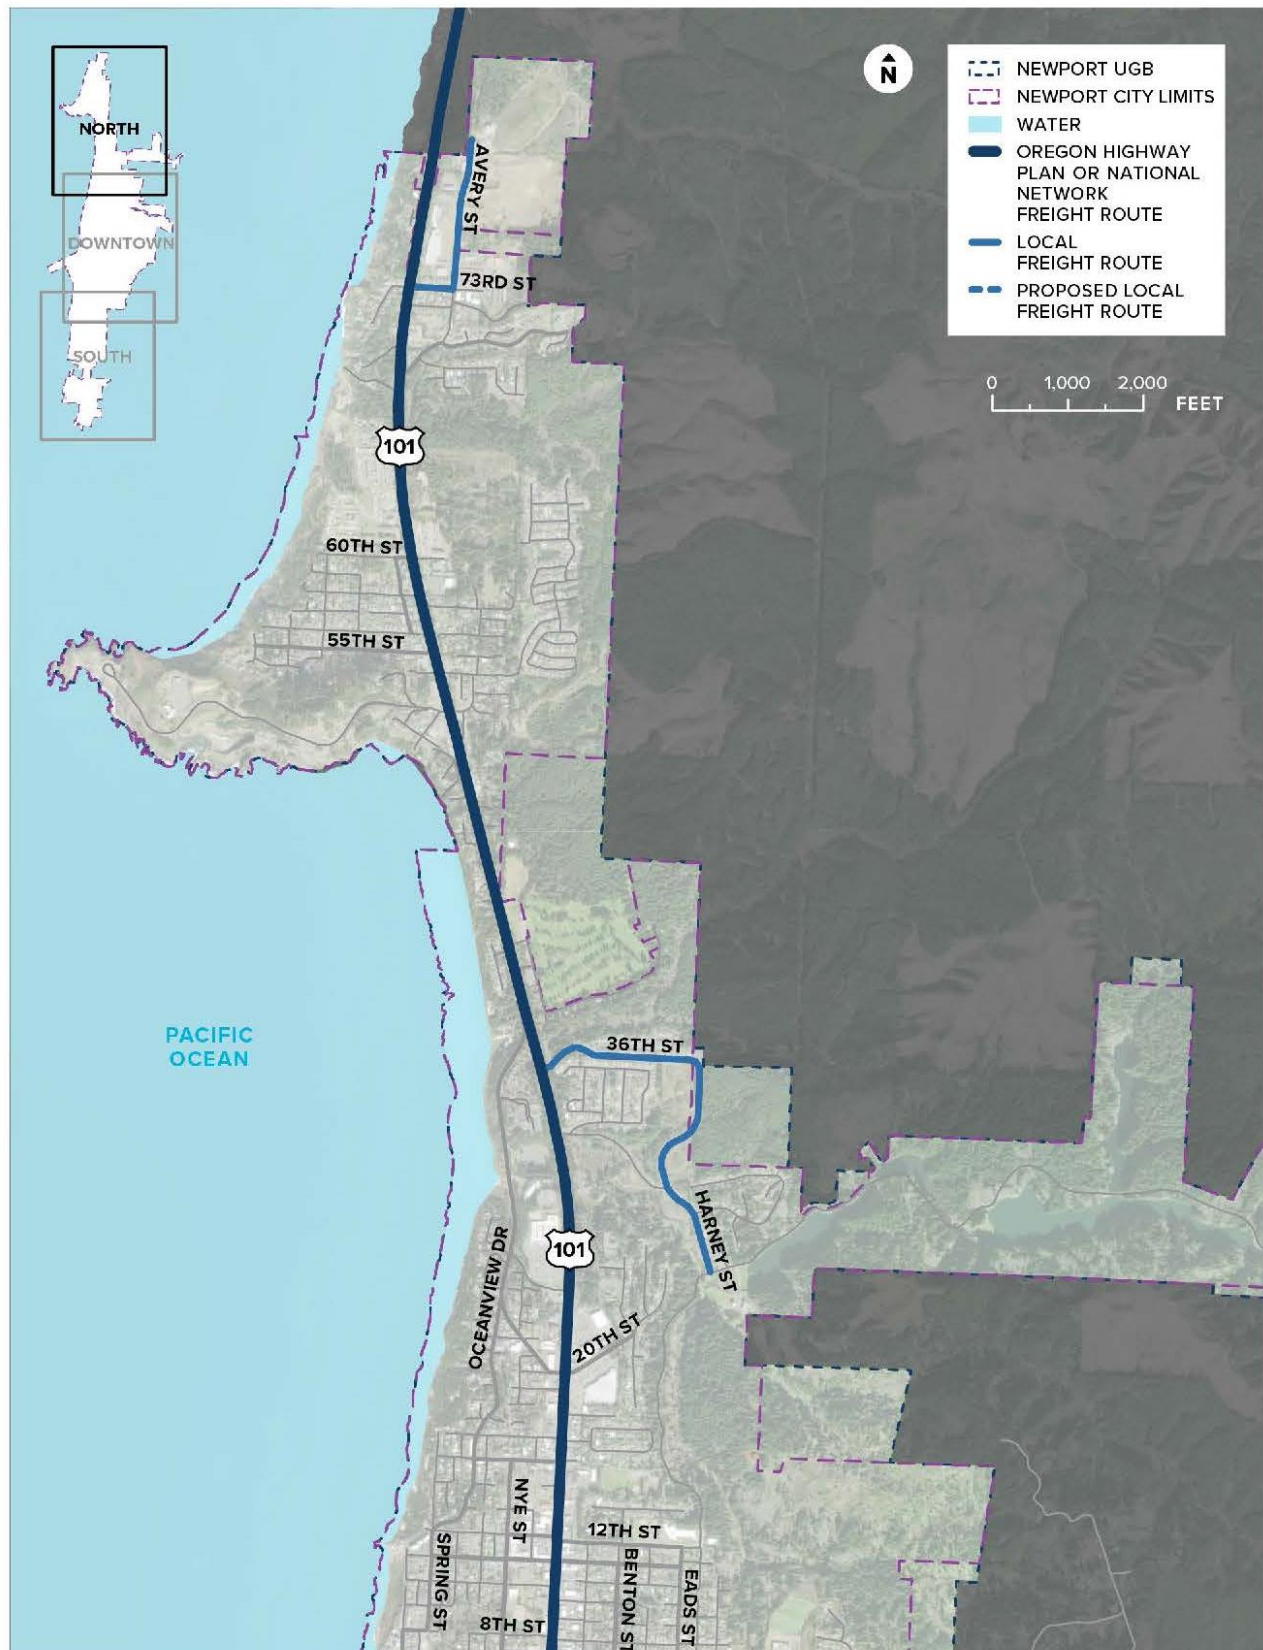 NORTH
DOWNTOWN
SOUTH
N
NEWPORT UGB
NEWPORT CITY LIMITS
WATER
OREGON HIGHWAY
PLAN OR NATIONAL
NETWORK
FREIGHT ROUTE
LOCAL
FREIGHT ROUTE
PROPOSED LOCAL
FREIGHT ROUTE
0 1,000 2,000
FEET
AVERY ST
73RD ST
101
60TH ST
55TH ST
PACIFIC
OCEAN
36TH ST
HARNEY ST
OCEANVIEW DR
101
20TH ST
NYE ST
12TH ST
SPRING ST
BENTON ST
EADS ST
8TH ST